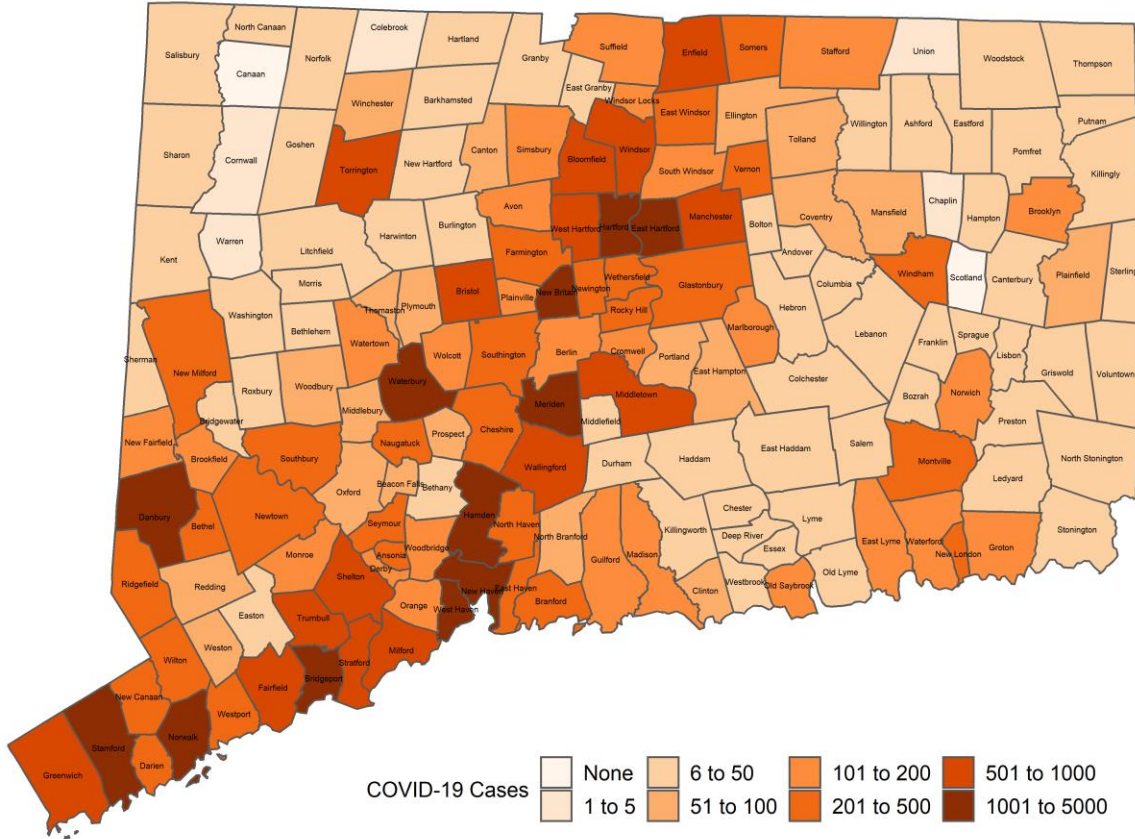 North Canaan
Colebrook
Hartland
Suffield
Enfield
Somers
Stafford
Union
Woodstock
Thompson
Salisbury
Canaan
Norfolk
Granby
East Granby
Windsor Locks
East Windsor
Ellington
Winchester
Barkhamsted
Willington
Ashford
Eastford
Putnam
Sharon
Cornwall
Goshen
Torrington
New Hartford
Canton
Simsbury
Bloomfield
Windsor
South Windsor
Vernon
Tolland
Pomfret
Killingly
Avon
West Hartford
Hartford
East Hartford
Manchester
Bolton
Coventry
Mansfield
Chaplin
Hampton
Brooklyn
Kent
Warren
Litchfield
Harwinton
Burlington
Farmington
Andover
Columbia
Windham
Scotland
Canterbury
Plainfield
Sterling
Morris
Bristol
Plainville
New Britain
Newington
Wethersfield
Rocky Hill
Glastonbury
Hebron
Lebanon
Washington
Bethlehem
Thomaston
Plymouth
Marlborough
Franklin
Sprague
Lisbon
Griswold
Voluntown
Sherman
New Milford
Roxbury
Woodbury
Watertown
Wolcott
Southington
Berlin
Cromwell
Portland
East Hampton
Colchester
Bozrah
Norwich
Preston
Waterbury
Middlebury
Meriden
Middletown
Middlefield
Bridgewater
New Fairfield
Brookfield
Southbury
Naugatuck
Prospect
Cheshire
Wallingford
Durham
Haddam
East Haddam
Salem
Montville
Ledyard
North Stonington
Danbury
Bethel
Newtown
Oxford
Beacon Falls
Bethany
Hamden
North Haven
North Branford
Guilford
Madison
Killingworth
Chester
Deep River
Essex
Lyme
East Lyme
Waterford
New London
Groton
Stonington
Seymour
Ansonia
Derby
Woodbridge
Ridgefield
Redding
Monroe
Shelton
Orange
New Haven
West Haven
East Haven
Branford
Clinton
Westbrook
Old Saybrook
Old Lyme
Easton
Trumbull
Weston
Wilton
Milford
Stratford
Bridgeport
Fairfield
New Canaan
Westport
Norwalk
Stamford
Darien
Greenwich
COVID-19 Cases
None
6 to 50
101 to 200
501 to 1000
1 to 5
51 to 100
201 to 500
1001 to 5000